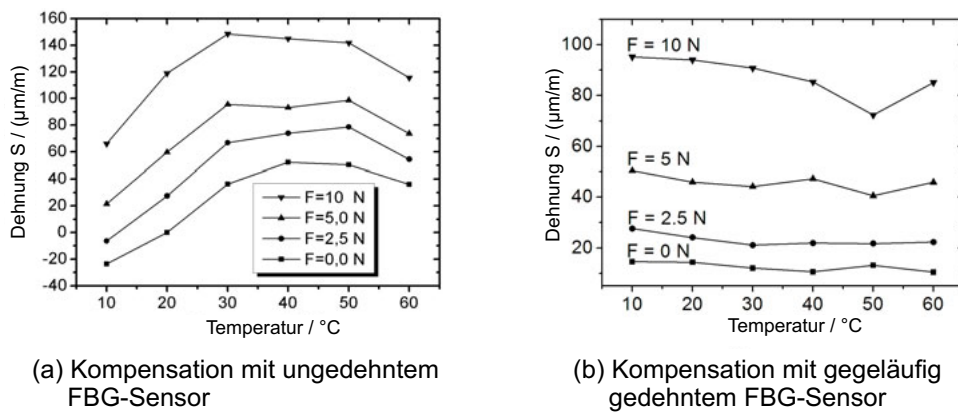 160
140
120
100
80
60
40
20
0
-20
-40
Dehnung S / (µm/m)
F=10 N
F=5,0 N
F=2,5 N
F=0,0 N
10 20 30 40 50 60
Temperatur / °C
(a) Kompensation mit ungedehntem
FBG-Sensor
100
80
60
40
20
Dehnung S / (µm/m)
F = 10 N
F = 5 N
F = 2.5 N
F = 0 N
10 20 30 40 50 60
Temperatur / °C
(b) Kompensation mit gegeläufig
gedehntem FBG-Sensor